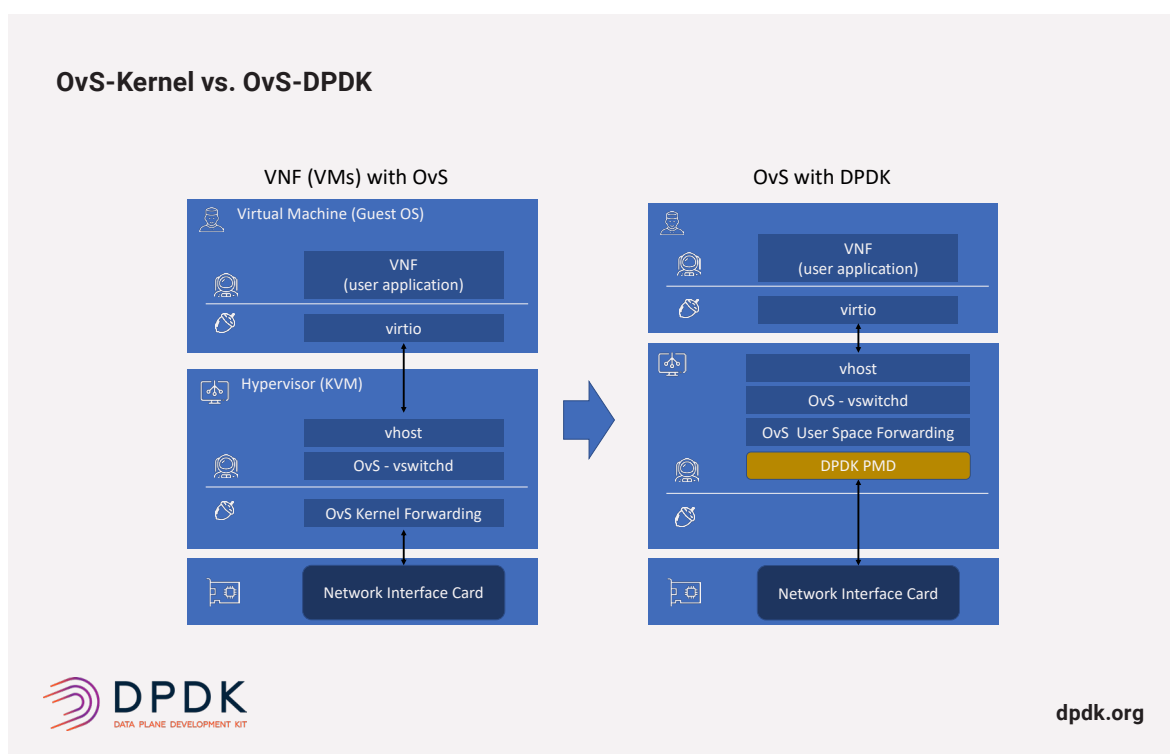 OvS-Kernel vs. OvS-DPDK
VNF (VMs) with OvS
Virtual Machine (Guest OS)
VNF
(user application)
virtio
Hypervisor (KVM)
vhost
OvS - vswitchd
OvS Kernel Forwarding
Network Interface Card
OvS with DPDK
VNF
(user application)
virtio
vhost
OvS - vswitchd
OvS User Space Forwarding
DPDK PMD
Network Interface Card
DPDK
DATA PLANE DEVELOPMENT KIT
dpdk.org